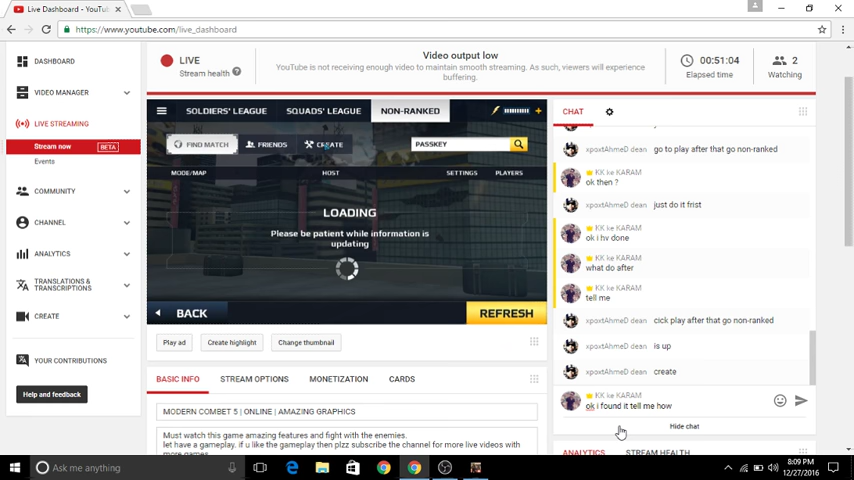 Live Dashboard - YouTu
https://www.youtube.com/live_dashboard
DASHBOARD
VIDEO MANAGER
LIVE STREAMING
Stream now BETA
Events
COMMUNITY
CHANNEL
ANALYTICS
TRANSLATIONS &
TRANSCRIPTIONS
CREATE
YOUR CONTRIBUTIONS
Help and feedback
LIVE
Stream health ?
Video output low
YouTube is not receiving enough video to maintain smooth streaming. As such, viewers will experience
buffering.
00:51:04
Elapsed time
2
Watching
SOLDIERS' LEAGUE SQUADS' LEAGUE NON-RANKED
FIND MATCH FRIENDS CREATE PASSKEY
MODE/MAP HOST SETTINGS PLAYERS
LOADING
Please be patient while information is
updating
BACK REFRESH
Play ad Create highlight Change thumbnail
BASIC INFO STREAM OPTIONS MONETIZATION CARDS
MODERN COMBET 5 | ONLINE | AMAZING GRAPHICS
Must watch this game amazing features and fight with the enemies.
let have a gameplay. if u like the gameplay then plzz subscribe the channel for more live videos with
more games.
CHAT
xpoxtAhmeD dean go to play after that go non-ranked
KK ke KARAM
ok then ?
xpoxtAhmeD dean just do it frist
KK ke KARAM
ok i hv done
KK ke KARAM
what do after
KK ke KARAM
tell me
xpoxtAhmeD dean cick play after that go non-ranked
xpoxtAhmeD dean is up
xpoxtAhmeD dean create
KK ke KARAM
ok i found it tell me how
Hide chat
ANALYTICS STREAM HEALTH
Ask me anything
8:09 PM
12/27/2016